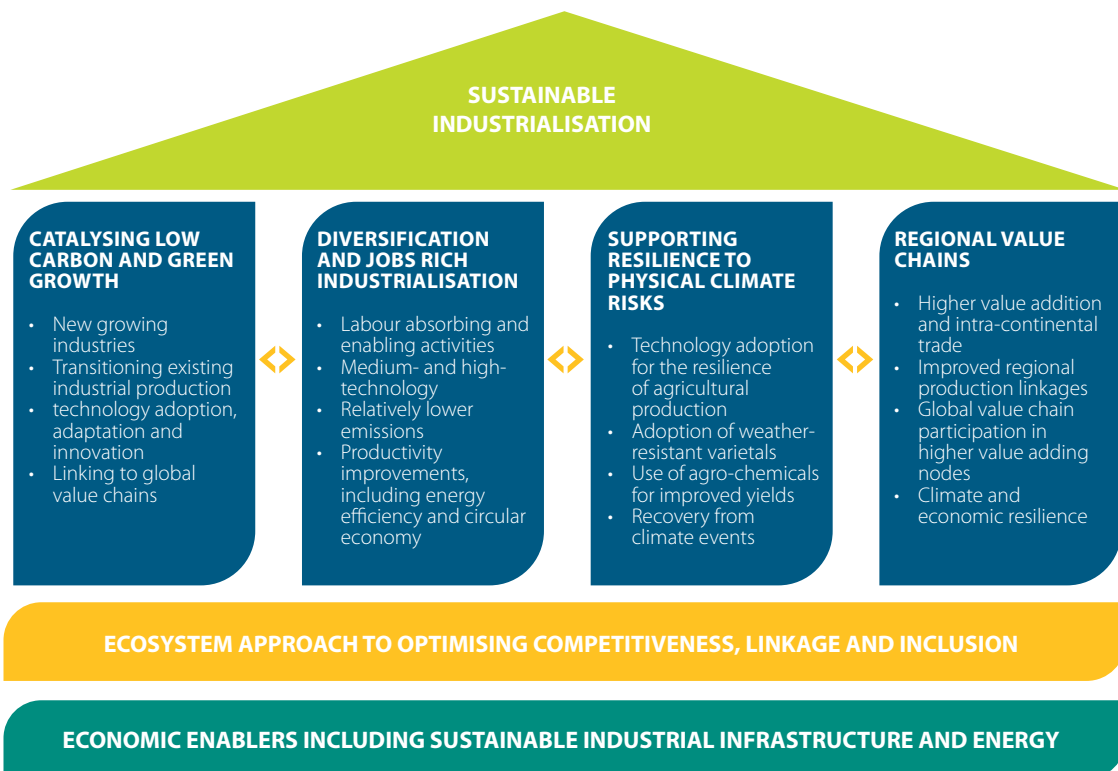 SUSTAINABLE
INDUSTRIALISATION
CATALYSING LOW
CARBON AND GREEN
GROWTH
• New growing
industries
• Transitioning existing
industrial production
• technology adoption,
adaptation and
innovation
• Linking to global
value chains
DIVERSIFICATION
AND JOBS RICH
INDUSTRIALISATION
• Labour absorbing and
enabling activities
• Medium- and high-
technology
• Relatively lower
emissions
• Productivity
improvements,
including energy
efficiency and circular
economy
SUPPORTING
RESILIENCE TO
PHYSICAL CLIMATE
RISKS
• Technology adoption
for the resilience
of agricultural
production
• Adoption of weather-
resistant varietals
• Use of agro-chemicals
for improved yields
• Recovery from
climate events
REGIONAL VALUE
CHAINS
• Higher value addition
and intra-continental
trade
• Improved regional
production linkages
• Global value chain
participation in
higher value adding
nodes
• Climate and
economic resilience
ECOSYSTEM APPROACH TO OPTIMISING COMPETITIVENESS, LINKAGE AND INCLUSION
ECONOMIC ENABLERS INCLUDING SUSTAINABLE INDUSTRIAL INFRASTRUCTURE AND ENERGY